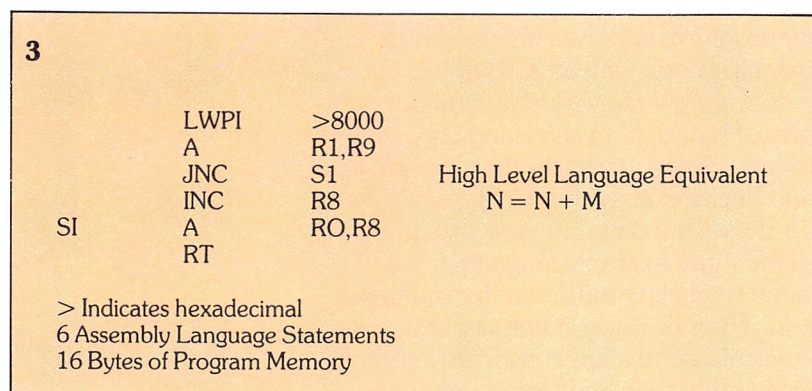 3
LWPI >8000
A R1,R9
JNC S1 High Level Language Equivalent
INC R8 N = N + M
SI A RO,R8
RT
> Indicates hexadecimal
6 Assembly Language Statements
16 Bytes of Program Memory